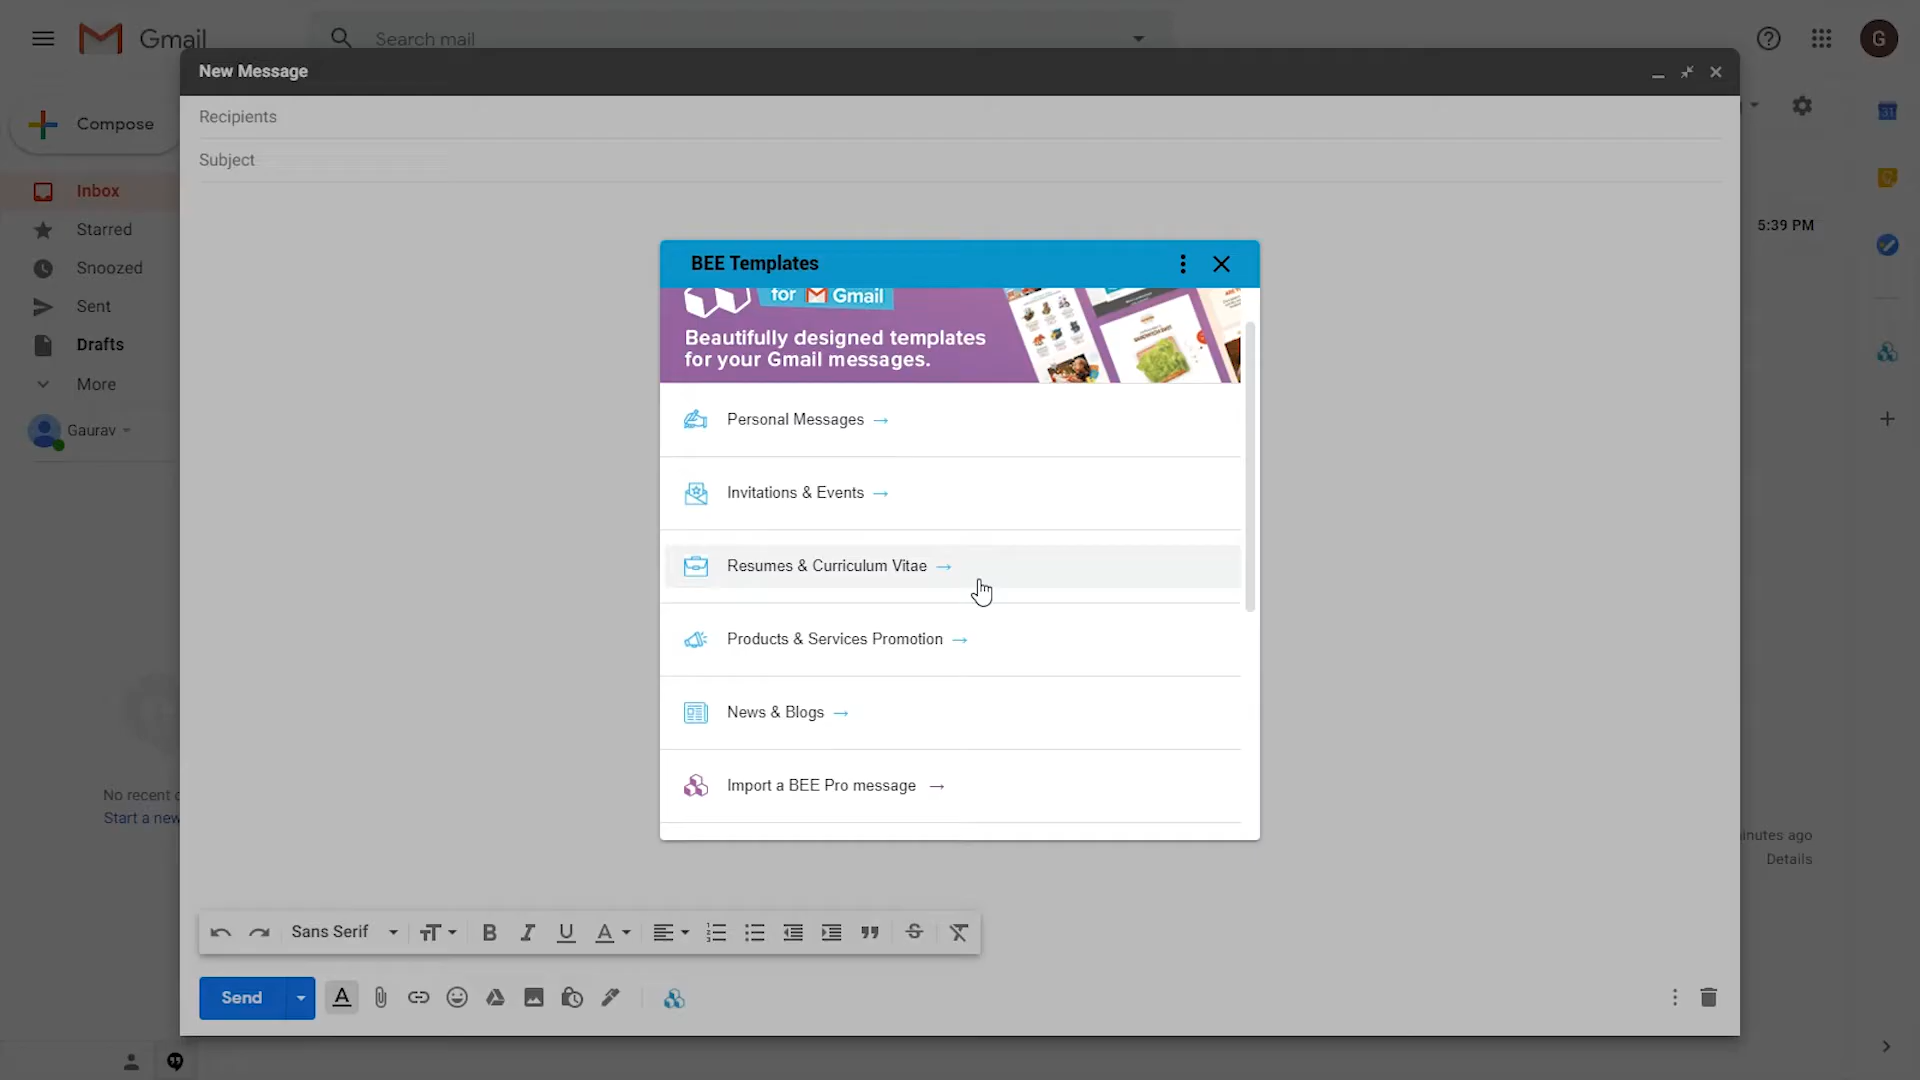 Gmail
Search mail
G
New Message
Recipients
Compose
Subject
Inbox
Starred
5:39 PM
Snoozed
BEE Templates
for Gmail
Sent
Beautifully designed templates
for your Gmail messages.
Drafts
More
Personal Messages →
Gaurav
Invitations & Events →
Resumes & Curriculum Vitae →
Products & Services Promotion →
News & Blogs →
Import a BEE Pro message →
No recent
Start a new
inutes ago
Details
Sans Serif
Send